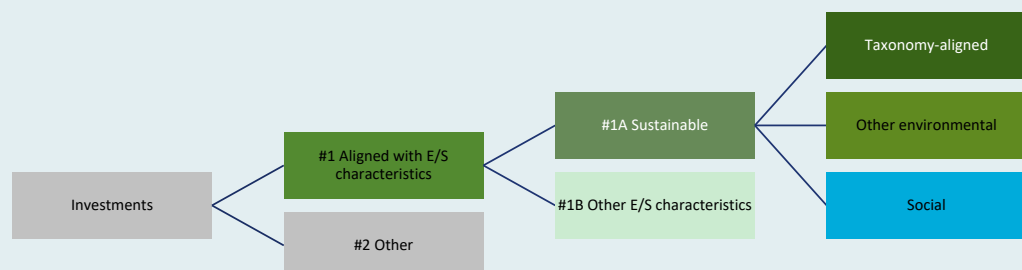 Investments
#1 Aligned with E/S
characteristics
#2 Other
#1A Sustainable
#1B Other E/S characteristics
Taxonomy-aligned
Other environmental
Social